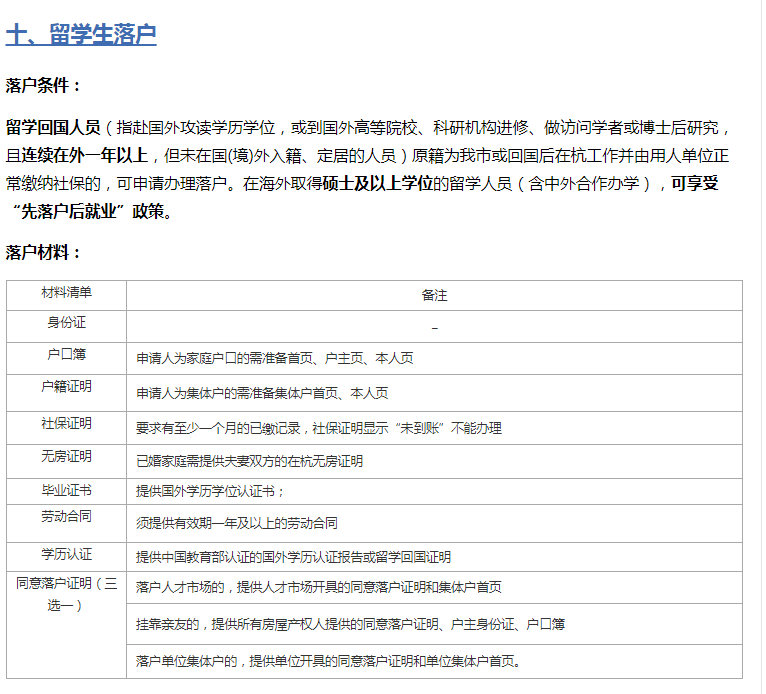 十、留学生落户
落户条件：
留学回国人员（指赴国外攻读学历学位，或到国外高等院校、科研机构进修、做访问学者或博士后研究，
且连续在外一年以上，但未在国(境)外入籍、定居的人员）原籍为我市或回国后在杭工作并由用人单位正
常缴纳社保的，可申请办理落户。在海外取得硕士及以上学位的留学人员（含中外合作办学），可享受
“先落户后就业”政策。
落户材料：
材料清单 备注
身份证 –
户口簿 申请人为家庭户口的需准备首页、户主页、本人页
户籍证明 申请人为集体户的需准备集体户首页、本人页
社保证明 要求有至少一个月的已缴记录，社保证明显示“未到账”不能办理
无房证明 已婚家庭需提供夫妻双方的在杭无房证明
毕业证书 提供国外学历学位认证书；
劳动合同 须提供有效期一年及以上的劳动合同
学历认证 提供中国教育部认证的国外学历认证报告或留学回国证明
同意落户证明（三
选一）
落户人才市场的，提供人才市场开具的同意落户证明和集体户首页
挂靠亲友的，提供所有房屋产权人提供的同意落户证明、户主身份证、户口簿
落户单位集体户的，提供单位开具的同意落户证明和单位集体户首页。